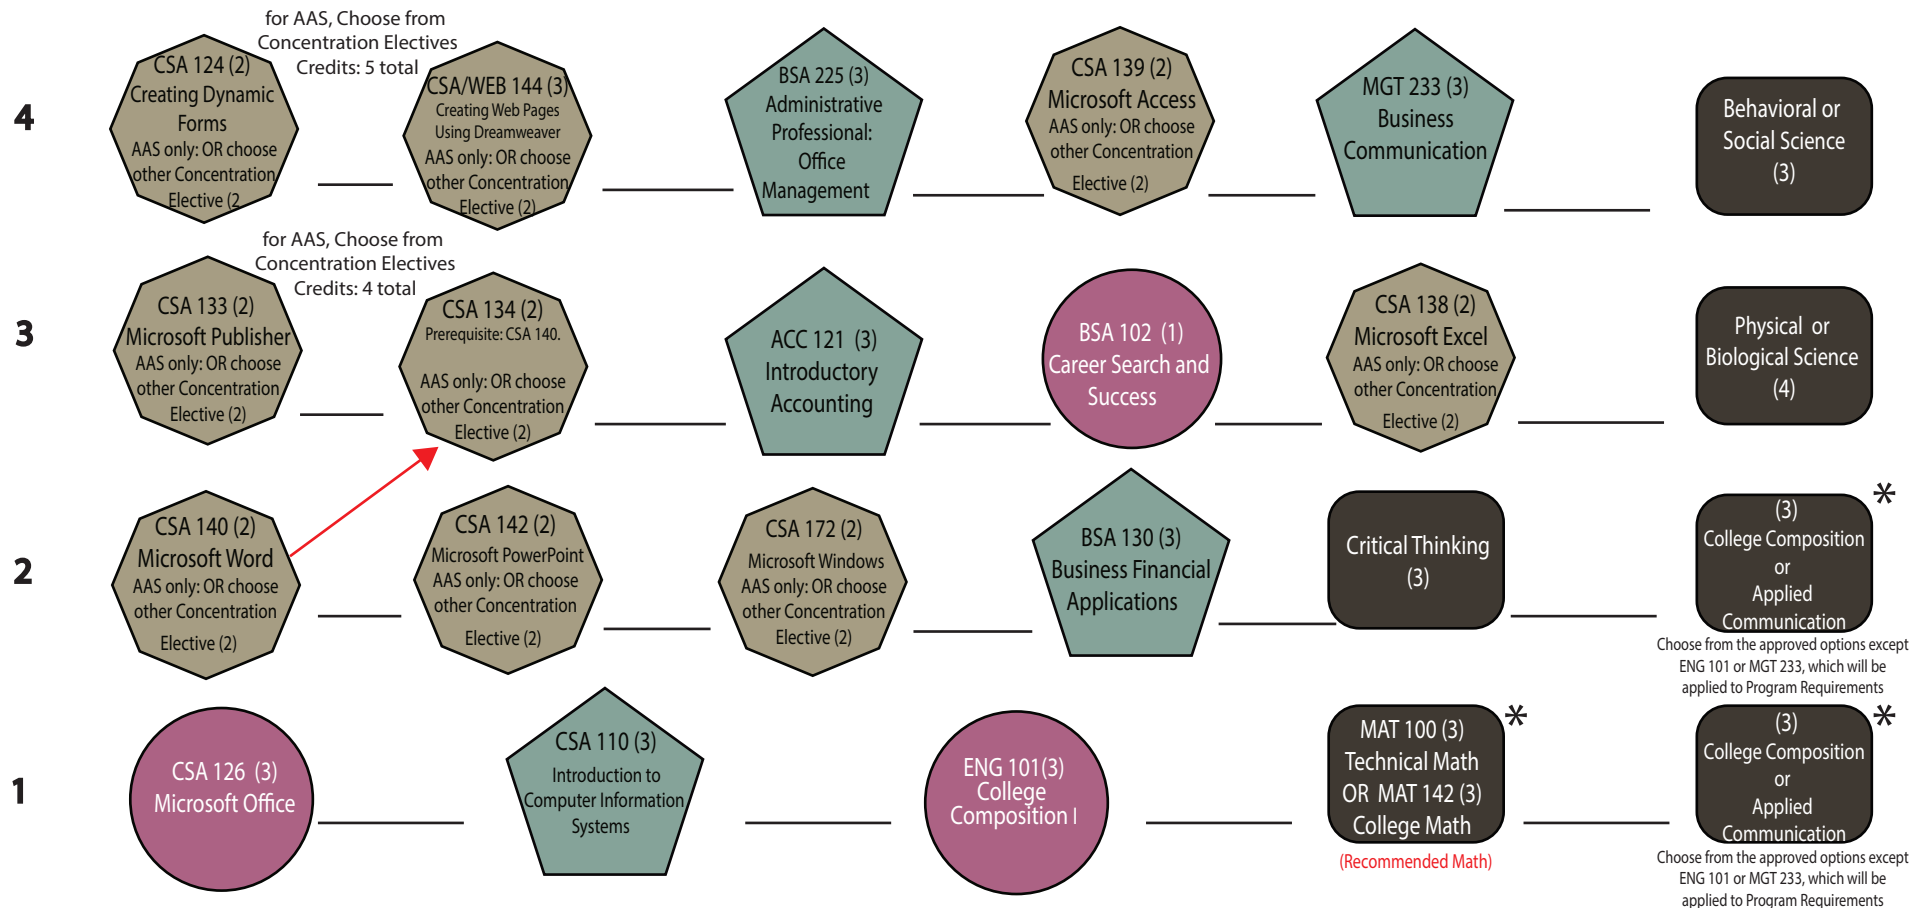 4
for AAS, Choose from
Concentration Electives
Credits: 5 total
CSA 124 (2)
Creating Dynamic
Forms
AAS only: OR choose
other Concentration
Elective (2
CSA/WEB 144 (3)
Creating Web Pages
Using Dreamweaver
AAS only: OR choose
other Concentration
Elective (2)
BSA 225 (3)
Administrative
Professional:
Office
Management
CSA 139 (2)
Microsoft Access
AAS only: OR choose
other Concentration
Elective (2)
MGT 233 (3)
Business
Communication
Behavioral or
Social Science
(3)
3
for AAS, Choose from
Concentration Electives
Credits: 4 total
CSA 133 (2)
Microsoft Publisher
AAS only: OR choose
other Concentration
Elective (2)
CSA 134 (2)
Prerequisite: CSA 140.
AAS only: OR choose
other Concentration
Elective (2)
ACC 121 (3)
Introductory
Accounting
BSA 102 (1)
Career Search and
Success
CSA 138 (2)
Microsoft Excel
AAS only: OR choose
other Concentration
Elective (2)
Physical or
Biological Science
(4)
2
CSA 140 (2)
Microsoft Word
AAS only: OR choose
other Concentration
Elective (2)
CSA 142 (2)
Microsoft PowerPoint
AAS only: OR choose
other Concentration
Elective (2)
CSA 172 (2)
Microsoft Windows
AAS only: OR choose
other Concentration
Elective (2)
BSA 130 (3)
Business Financial
Applications
Critical Thinking
(3)
(3)
College Composition
or
Applied
Communication
*
Choose from the approved options except
ENG 101 or MGT 233, which will be
applied to Program Requirements
1
CSA 126 (3)
Microsoft Office
CSA 110 (3)
Introduction to
Computer Information
Systems
ENG 101(3)
College
Composition I
MAT 100 (3)
Technical Math
OR MAT 142 (3)
College Math
*
(Recommended Math)
(3)
College Composition
or
Applied
Communication
*
Choose from the approved options except
ENG 101 or MGT 233, which will be
applied to Program Requirements